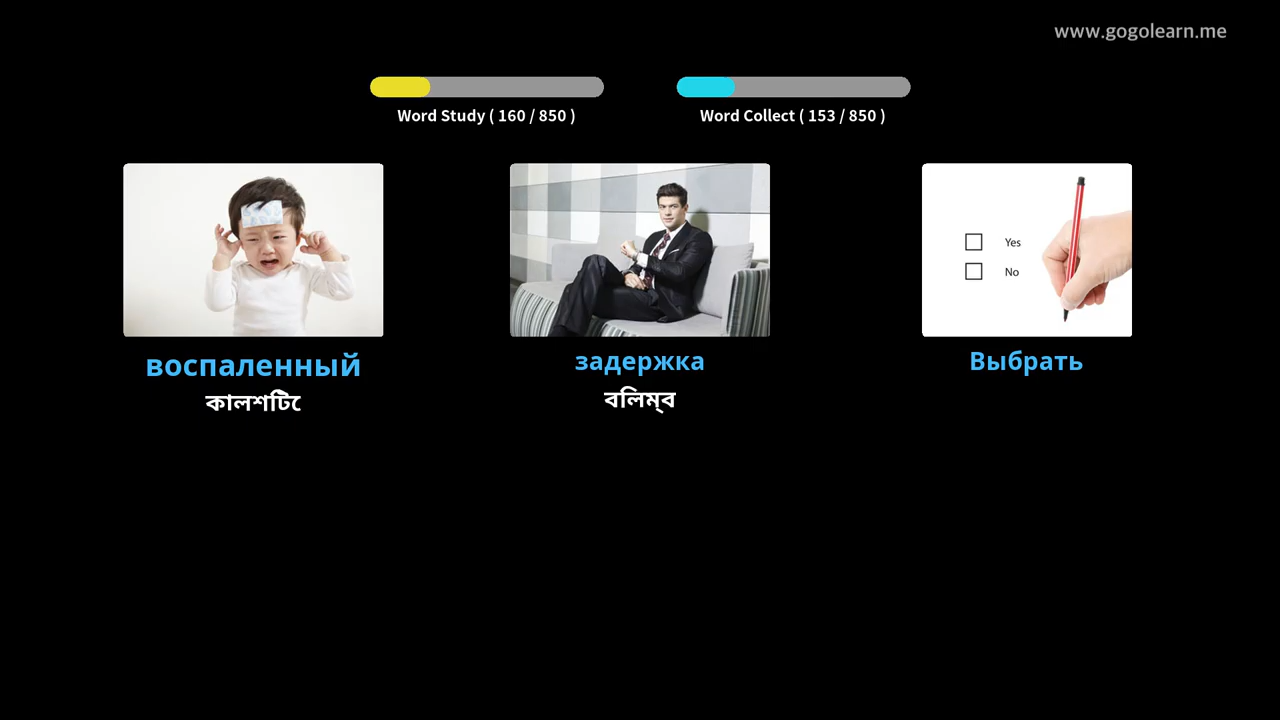 www.gogolearn.me
Word Study ( 160 / 850 )
Word Collect ( 153 / 850 )
Yes
No
воспаленный
задержка
Выбрать
কালশিটে
বিলম্ব